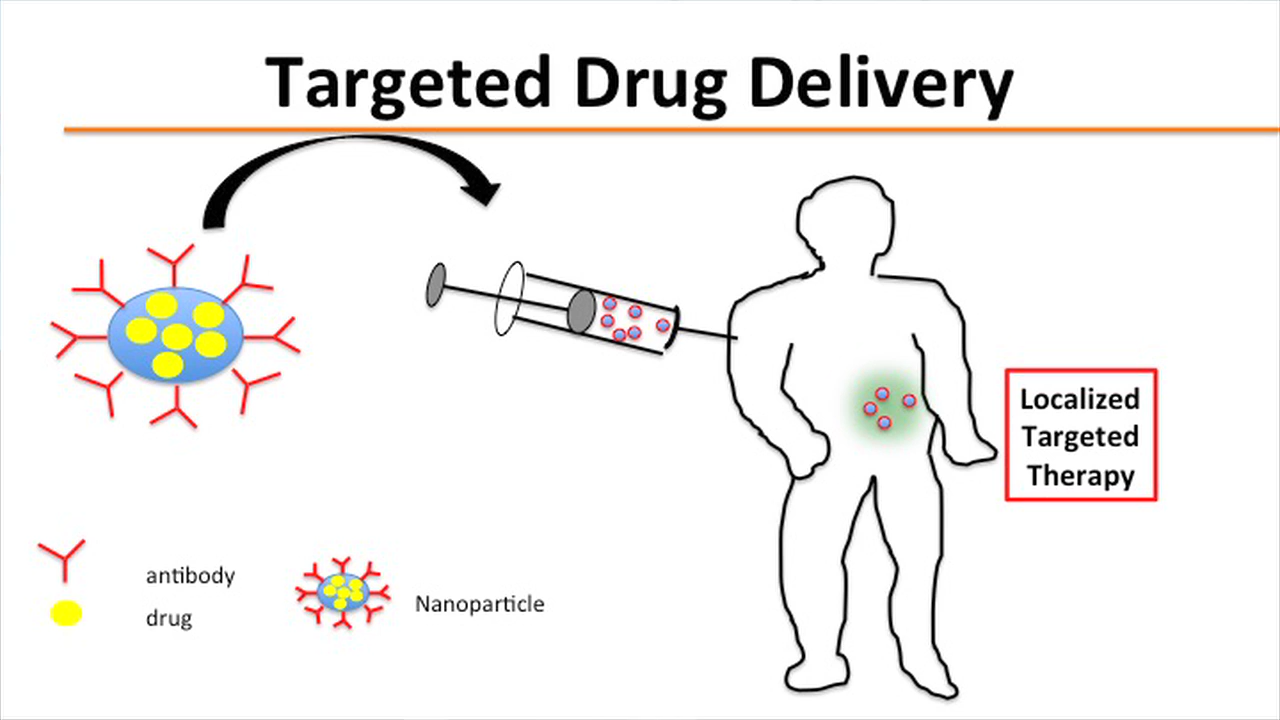 Targeted Drug Delivery
Localized
Targeted
Therapy
antibody
drug
Nanoparticle